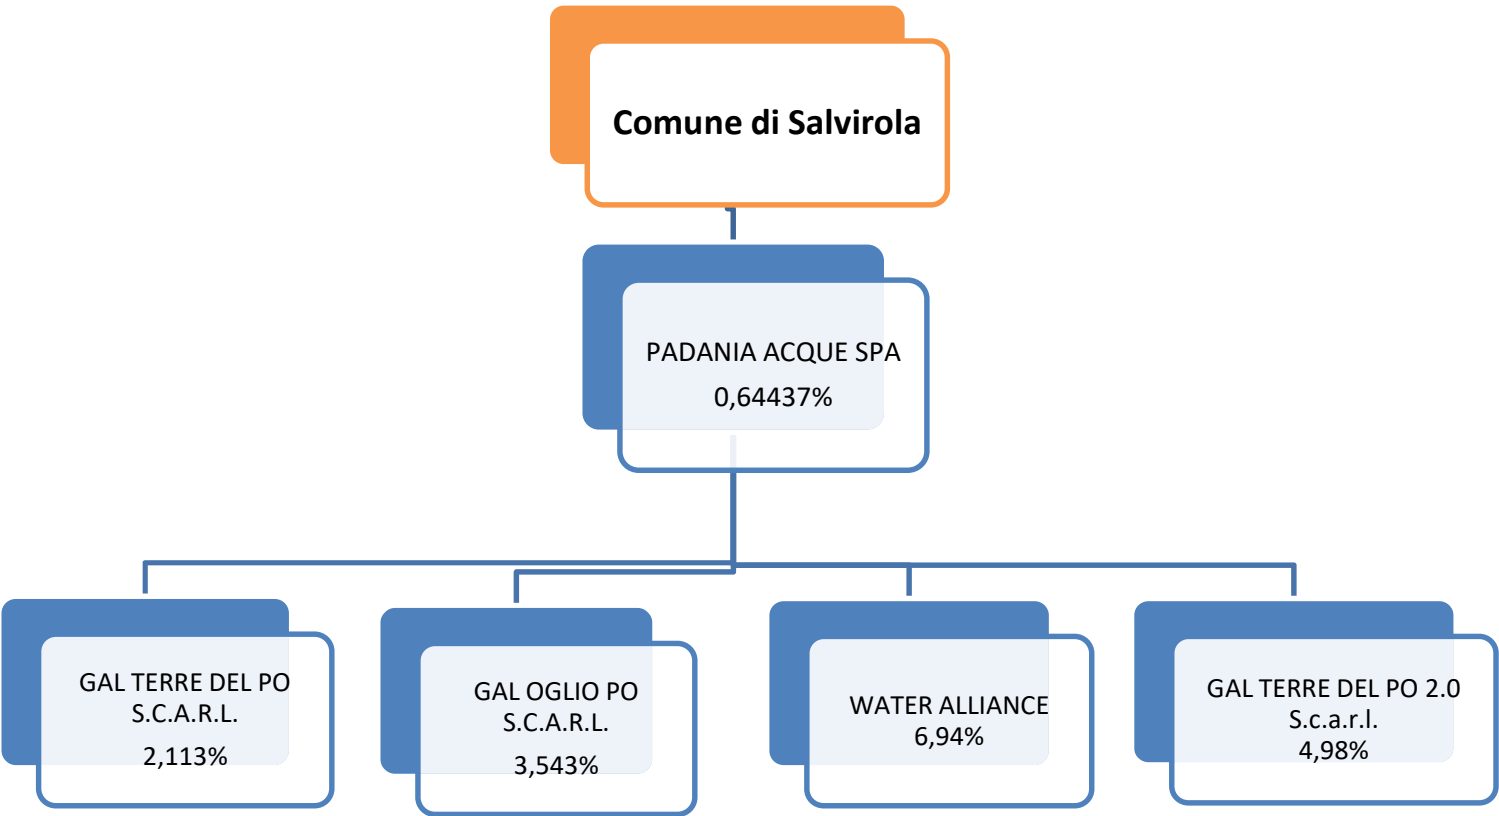 Comune di Salvirola
PADANIA ACQUE SPA
0,64437%
GAL TERRE DEL PO
S.C.A.R.L.
2,113%
GAL OGLIO PO
S.C.A.R.L.
3,543%
WATER ALLIANCE
6,94%
GAL TERRE DEL PO 2.0
S.c.a.r.l.
4,98%